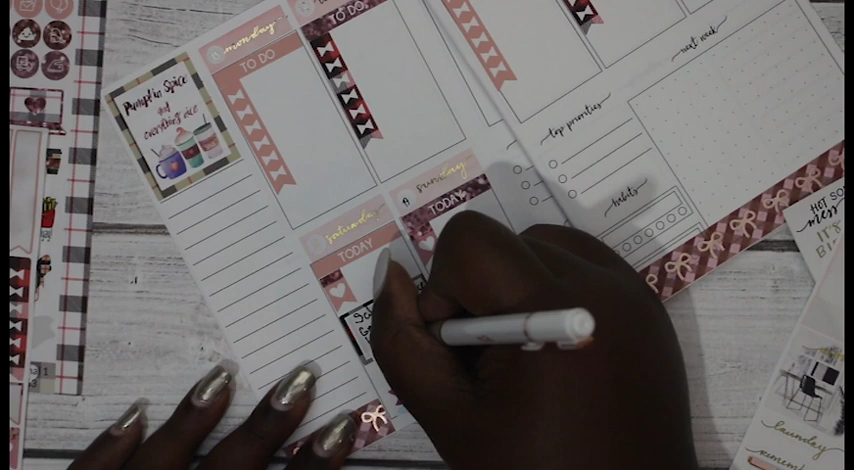 monday
TO DO
TO DO
Pumpkin Spice
and
everything nice
next week
top priorities
habits
sunday
TODAY
saturday
TODAY
HOT
mess
IT'S
laundry